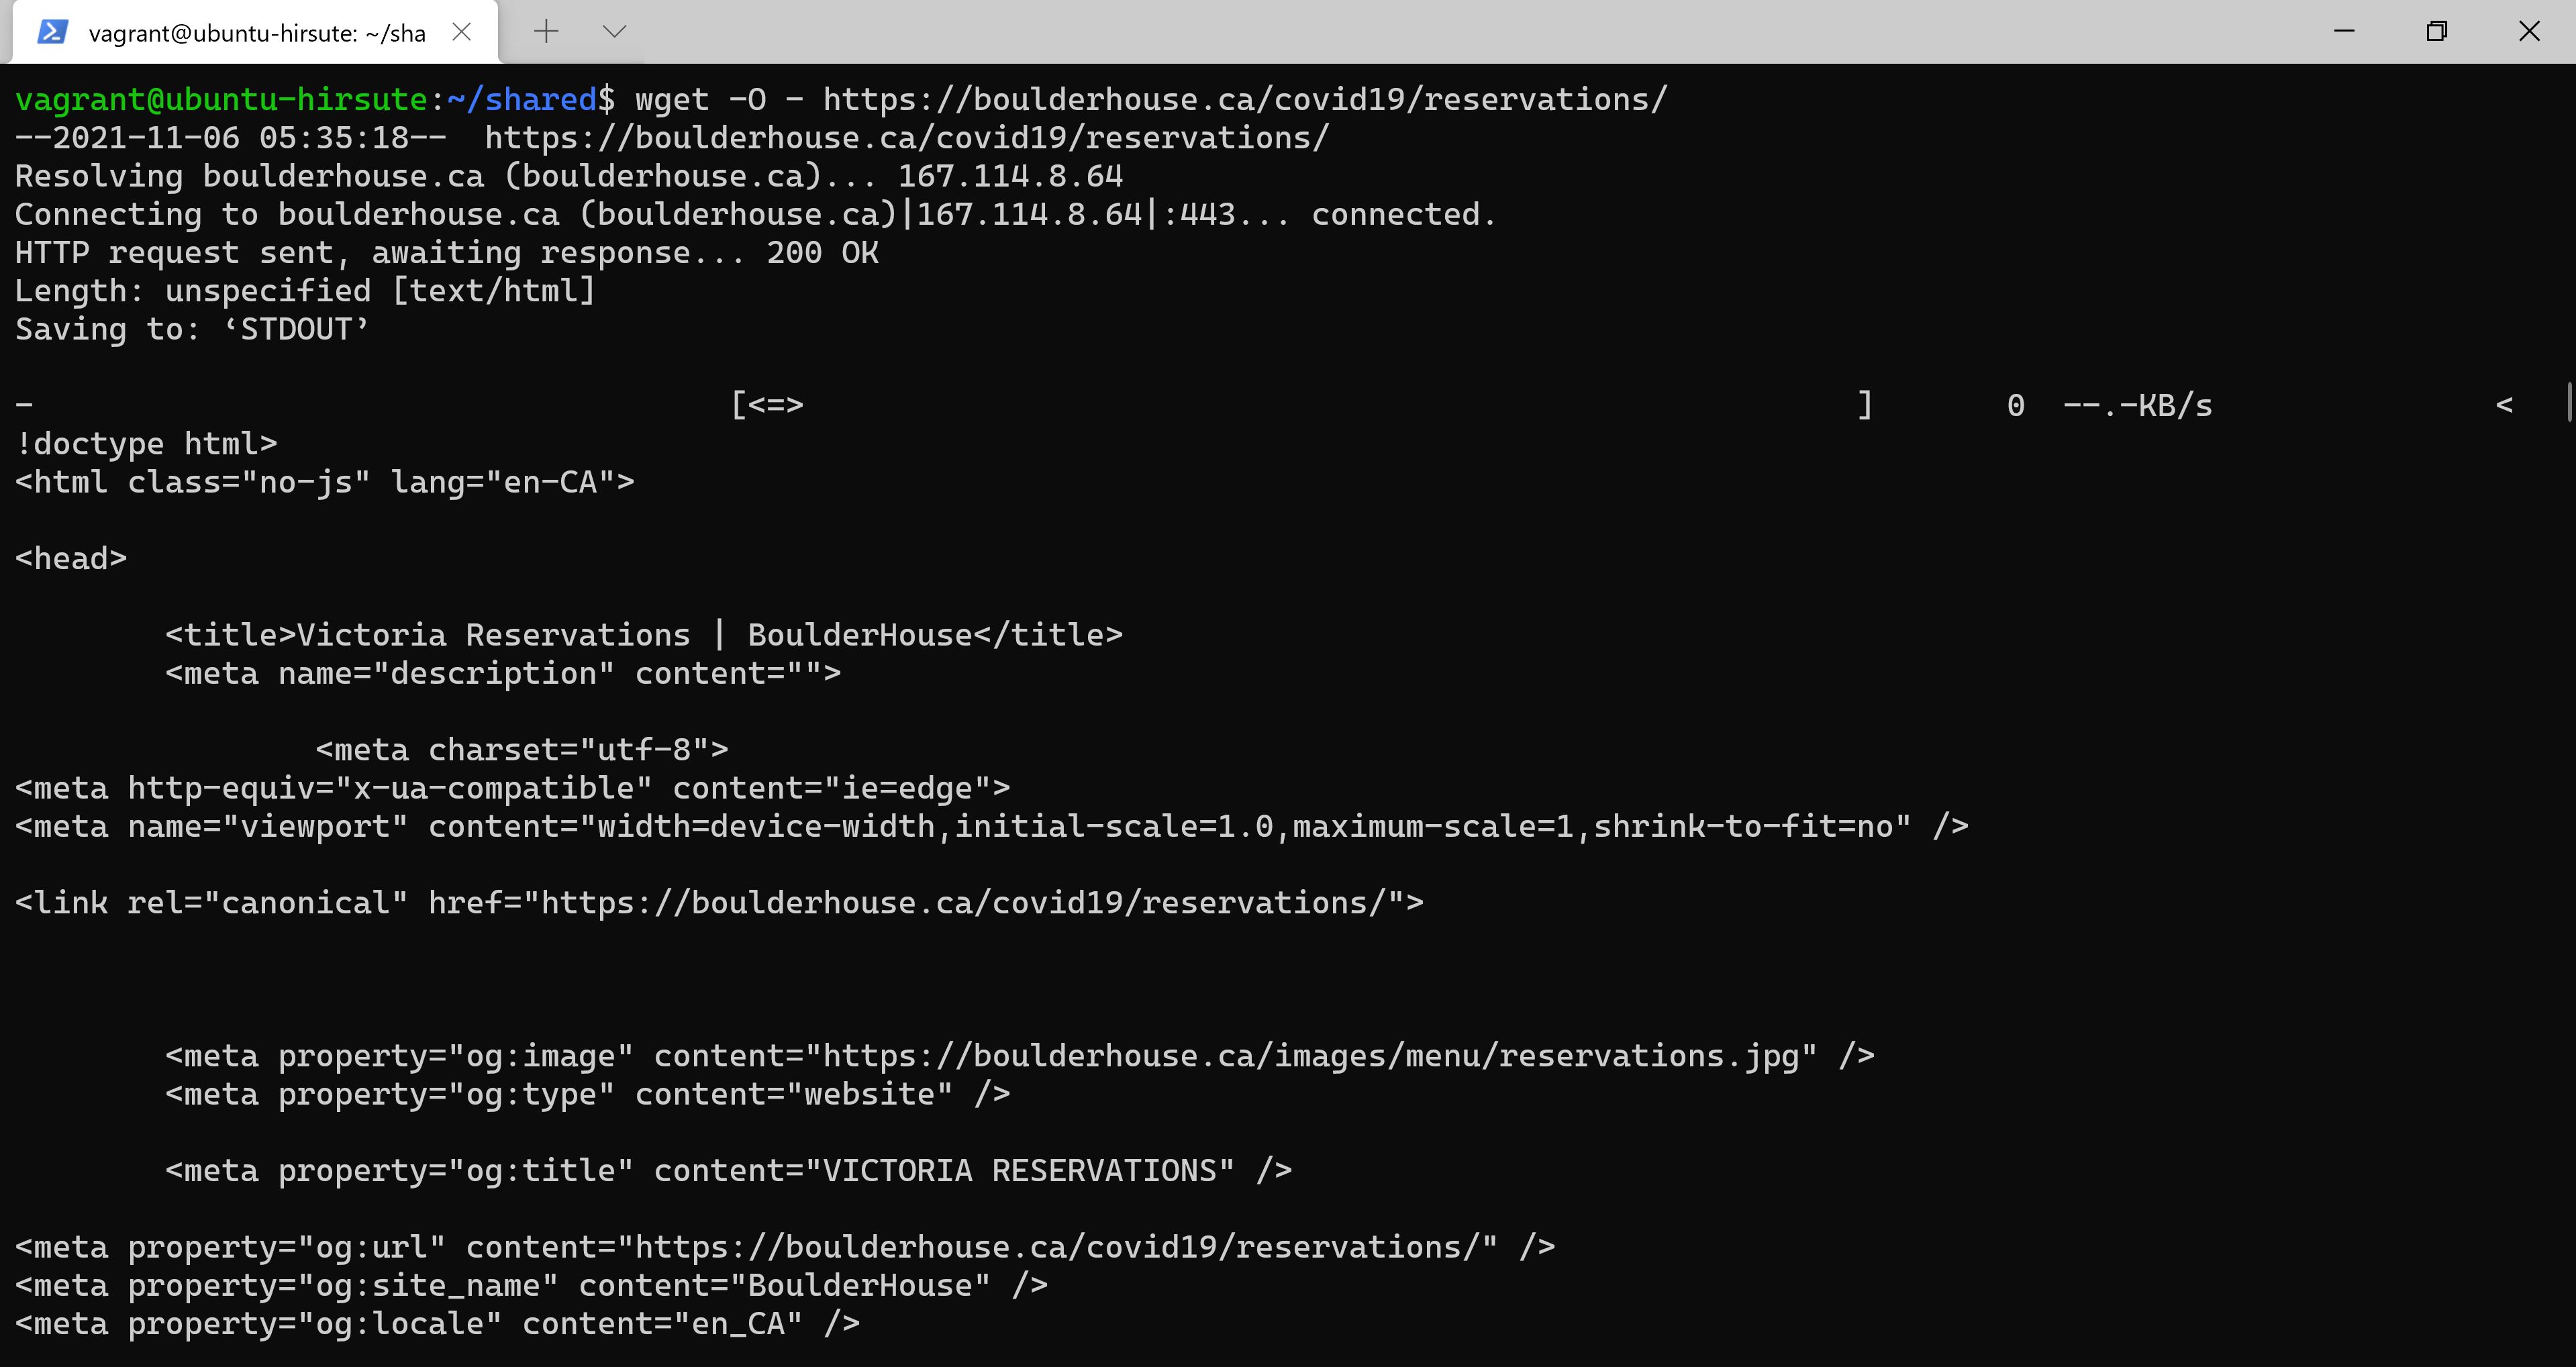 vagrant@ubuntu-hirsute: ~/sha
vagrant@ubuntu-hirsute:~/shared$ wget -O - https://boulderhouse.ca/covid19/reservations/
--2021-11-06 05:35:18--  https://boulderhouse.ca/covid19/reservations/
Resolving boulderhouse.ca (boulderhouse.ca)... 167.114.8.64
Connecting to boulderhouse.ca (boulderhouse.ca)|167.114.8.64|:443... connected.
HTTP request sent, awaiting response... 200 OK
Length: unspecified [text/html]
Saving to: ‘STDOUT’
-                                     [<=>                                                        ]       0  --.-KB/s               <
!doctype html>
<html class="no-js" lang="en-CA">
<head>
        <title>Victoria Reservations | BoulderHouse</title>
        <meta name="description" content="">
                <meta charset="utf-8">
<meta http-equiv="x-ua-compatible" content="ie=edge">
<meta name="viewport" content="width=device-width,initial-scale=1.0,maximum-scale=1,shrink-to-fit=no" />
<link rel="canonical" href="https://boulderhouse.ca/covid19/reservations/">
        <meta property="og:image" content="https://boulderhouse.ca/images/menu/reservations.jpg" />
        <meta property="og:type" content="website" />
        <meta property="og:title" content="VICTORIA RESERVATIONS" />
<meta property="og:url" content="https://boulderhouse.ca/covid19/reservations/" />
<meta property="og:site_name" content="BoulderHouse" />
<meta property="og:locale" content="en_CA" />